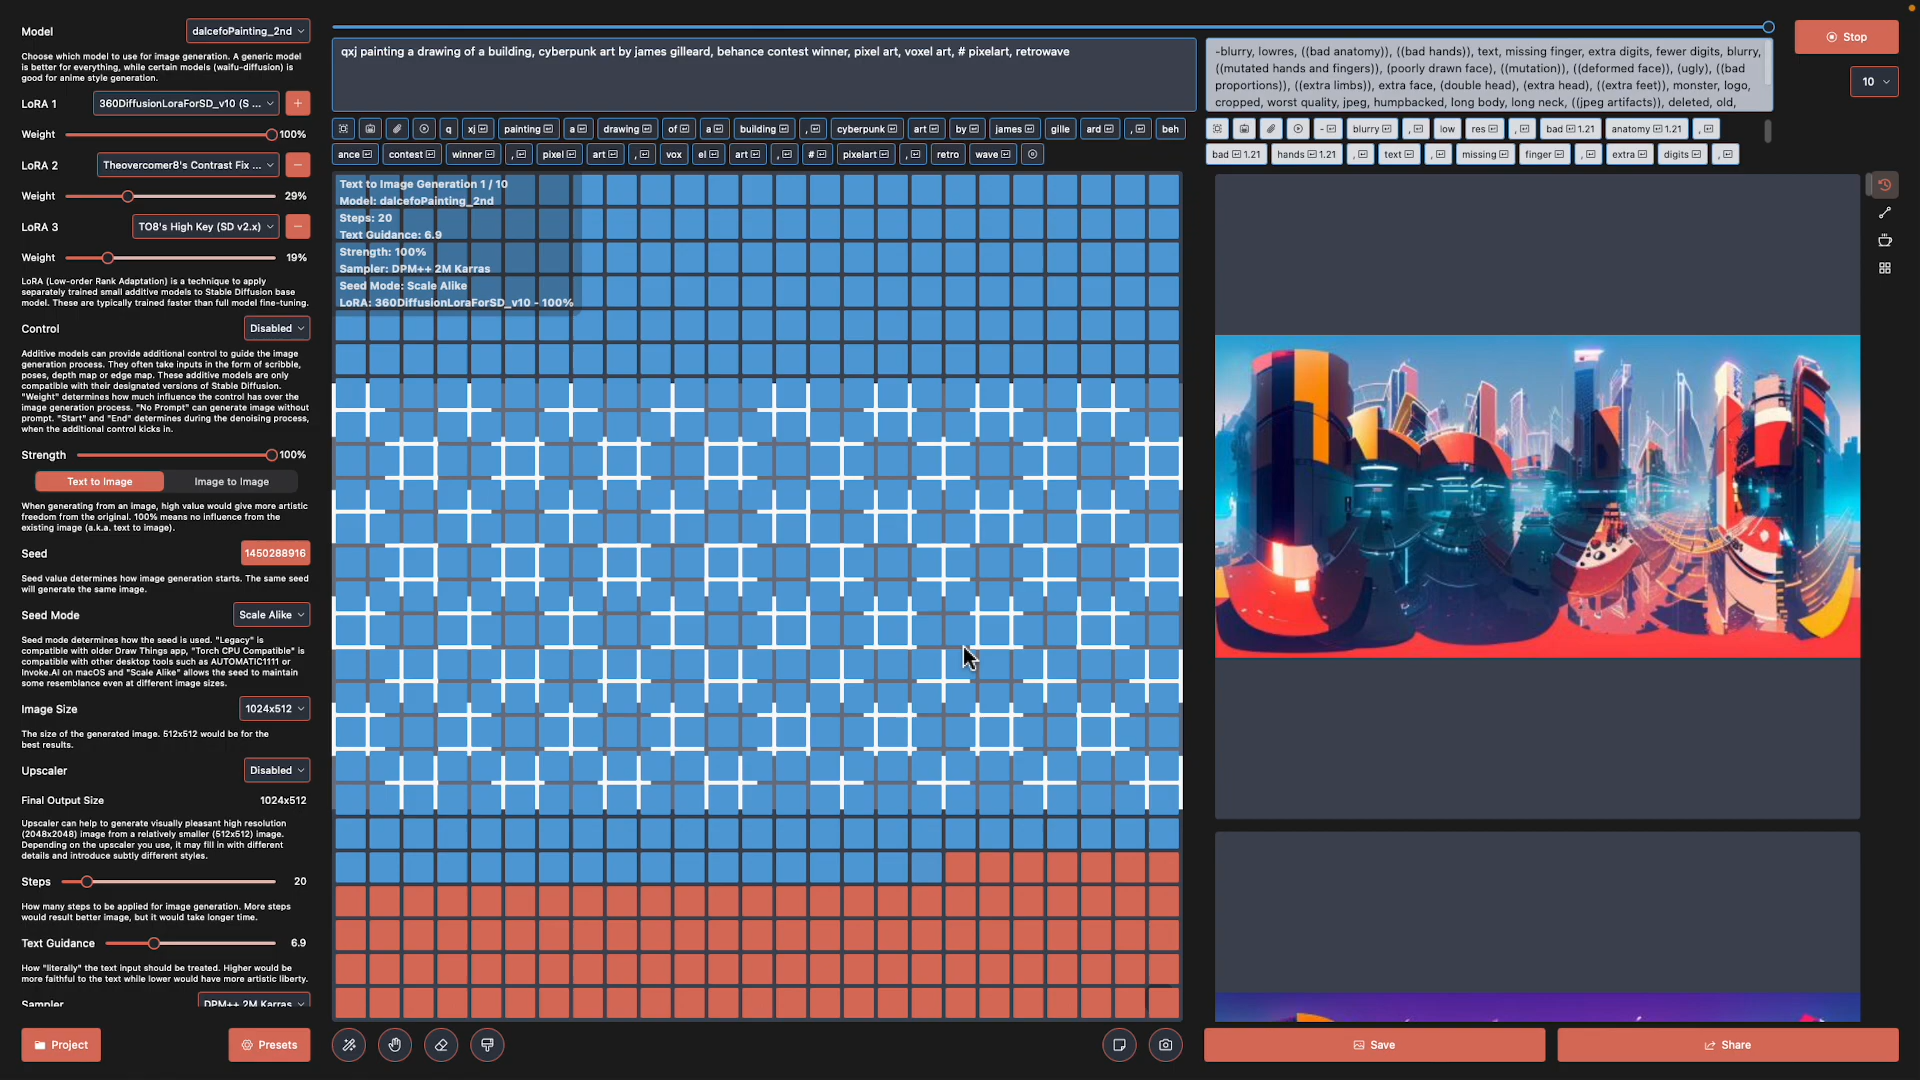 Model
dalcefoPainting_2nd
Choose which model to use for image generation. A generic model
is better for everything, while certain models (waifu-diffusion) is
good for anime style generation.
LoRA 1
360DiffusionLoraForSD_v10 (S ...
+
Weight
100%
LoRA 2
Theovercomer8's Contrast Fix ...
Weight
29%
LoRA 3
TO8's High Key (SD v2.x)
Weight
19%
LoRA (Low-order Rank Adaptation) is a technique to apply
separately trained small additive models to Stable Diffusion base
model. These are typically trained faster than full model fine-tuning.
Control
Disabled
Additive models can provide additional control to guide the image
generation process. They often take inputs in the form of scribble,
poses, depth map or edge map. These additive models are only
compatible with their designated versions of Stable Diffusion.
"Weight" determines how much influence the control has over the
image generation process. "No Prompt" can generate image without
prompt. "Start" and "End" determines during the denoising process,
when the additional control kicks in.
Strength
100%
Text to Image
Image to Image
When generating from an image, high value would give more artistic
freedom from the original. 100% means no influence from the
existing image (a.k.a. text to image).
Seed
1450288916
Seed value determines how image generation starts. The same seed
will generate the same image.
Seed Mode
Scale Alike
Seed mode determines how the seed is used. "Legacy" is
compatible with older Draw Things app, "Torch CPU Compatible" is
compatible with other desktop tools such as AUTOMATIC1111 or
Invoke.AI on macOS and "Scale Alike" allows the seed to maintain
some resemblance even at different image sizes.
Image Size
1024x512
The size of the generated image. 512x512 would be for the
best results.
Upscaler
Disabled
Final Output Size
1024x512
Upscaler can help to generate visually pleasant high resolution
(2048x2048) image from a relatively smaller (512x512) image.
Depending on the upscaler you use, it may fill in with different
details and introduce subtly different styles.
Steps
20
How many steps to be applied for image generation. More steps
would result better image, but it would take longer time.
Text Guidance
6.9
How "literally" the text input should be treated. Higher would be
more faithful to the text while lower would have more artistic liberty.
Sampler
DPM++ 2M Karras
Project
Presets
qxj painting a drawing of a building, cyberpunk art by james gilleard, behance contest winner, pixel art, voxel art, # pixelart, retrowave
q xj painting a drawing of a building , cyberpunk art by james gille ard , beh
ance contest winner , pixel art , vox el art , # pixelart , retro wave
Text to Image Generation 1 / 10
Model: dalcefoPainting_2nd
Steps: 20
Text Guidance: 6.9
Strength: 100%
Sampler: DPM++ 2M Karras
Seed Mode: Scale Alike
LoRA: 360DiffusionLoraForSD_v10 - 100%
-blurry, lowres, ((bad anatomy)), ((bad hands)), text, missing finger, extra digits, fewer digits, blurry,
((mutated hands and fingers)), (poorly drawn face), ((mutation)), ((deformed face)), (ugly), ((bad
proportions)), ((extra limbs)), extra face, (double head), (extra head), ((extra feet)), monster, logo,
cropped, worst quality, jpeg, humpbacked, long body, long neck, ((jpeg artifacts)), deleted, old,
- blurry , low res , bad 1.21 anatomy 1.21 ,
bad 1.21 hands 1.21 , text , missing finger , extra digits ,
Stop
10
Save
Share